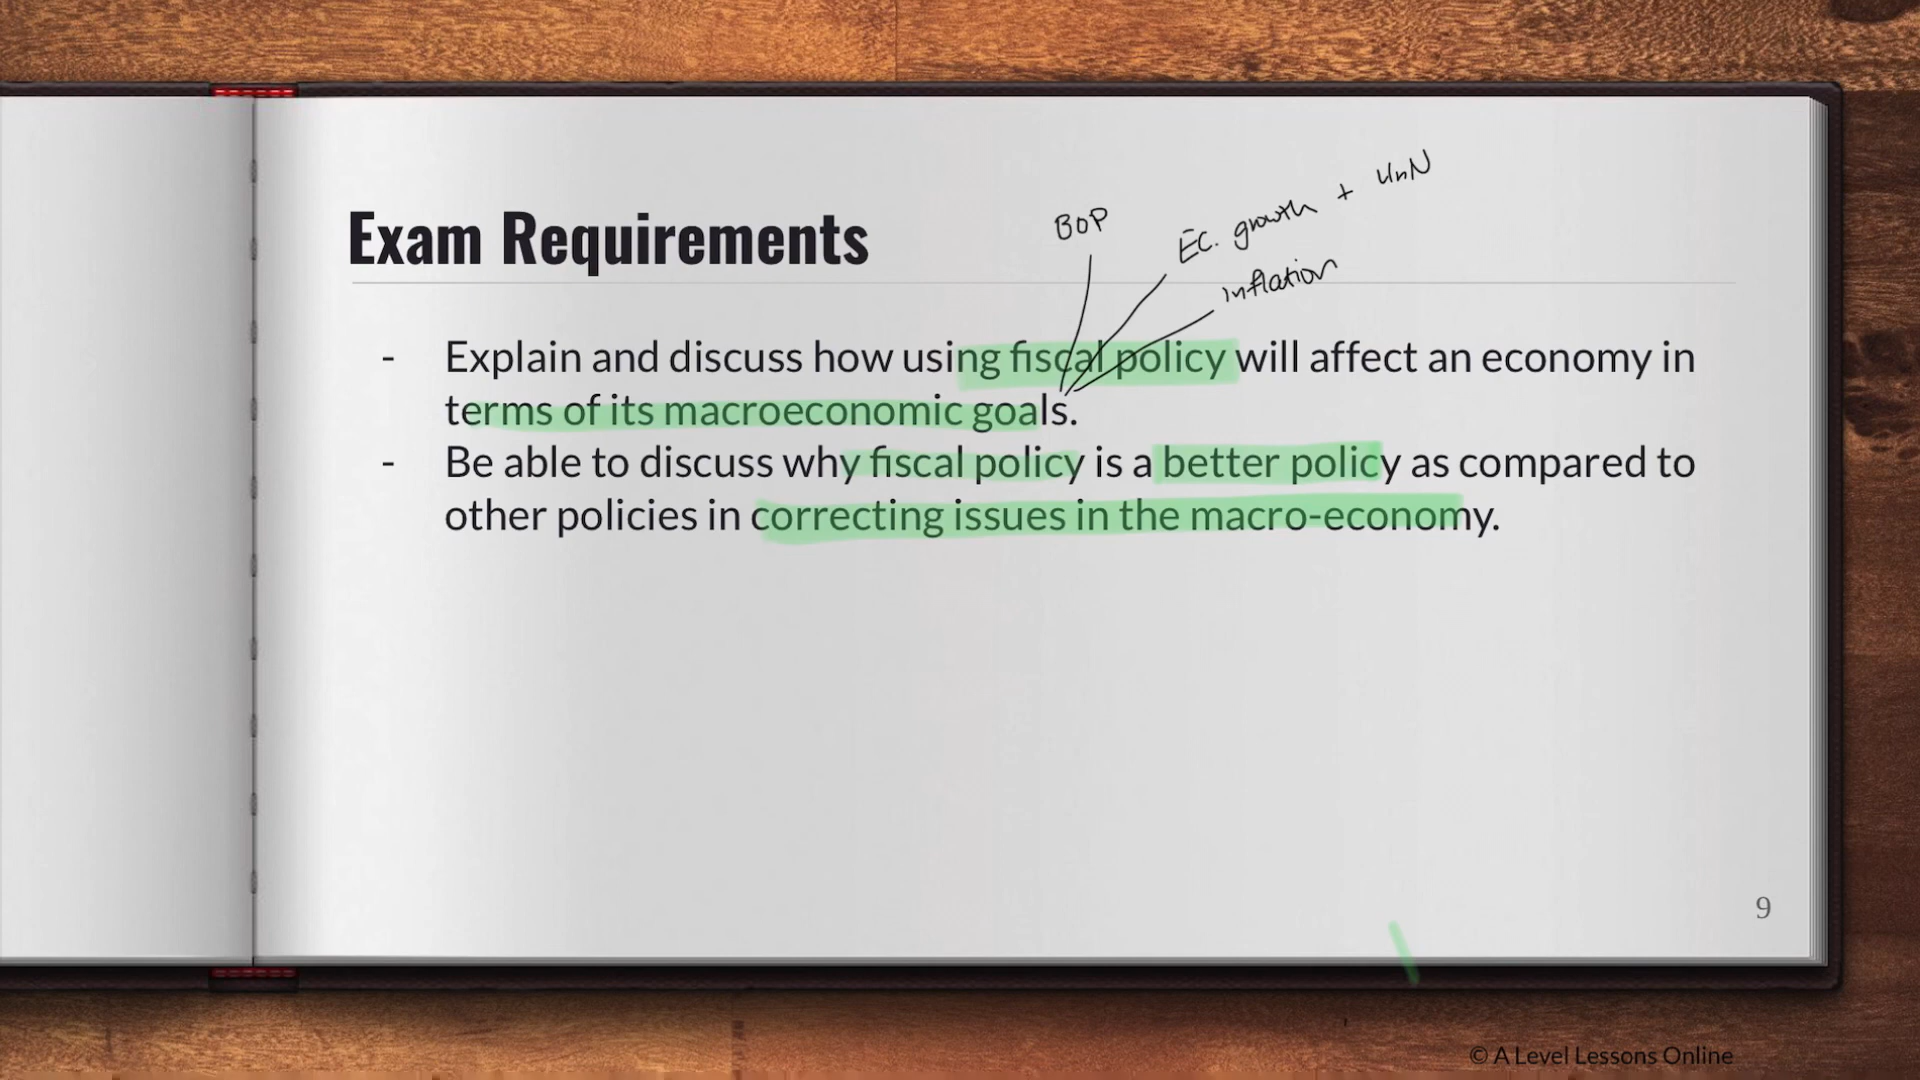 BOP
Ec. growth + UnN
inflation
Exam Requirements
- Explain and discuss how using fiscal policy will affect an economy in
terms of its macroeconomic goals.
- Be able to discuss why fiscal policy is a better policy as compared to
other policies in correcting issues in the macro-economy.
9
© A Level Lessons Online